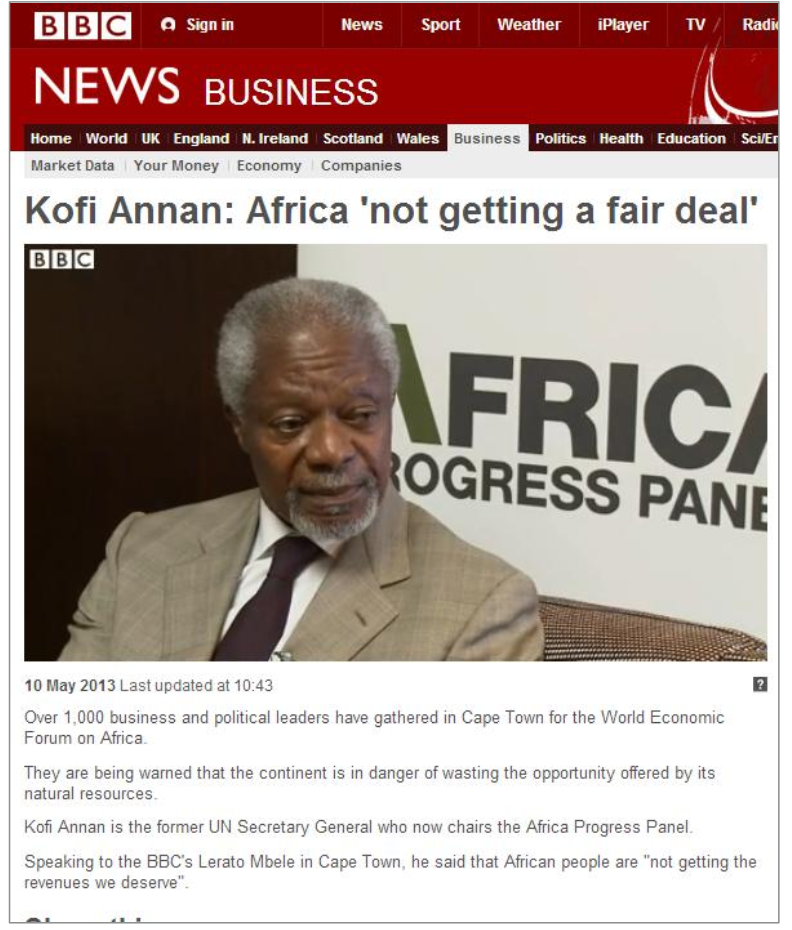 BBC Sign in News Sport Weather iPlayer TV
NEWS BUSINESS
Home World UK England N. Ireland Scotland Wales Business Politics Health Education
Market Data Your Money Economy Companies
Kofi Annan: Africa 'not getting a fair deal'
BBC
AFRICA
PROGRESS PANE
10 May 2013 Last updated at 10:43 ?
Over 1,000 business and political leaders have gathered in Cape Town for the World Economic
Forum on Africa.
They are being warned that the continent is in danger of wasting the opportunity offered by its
natural resources.
Kofi Annan is the former UN Secretary General who now chairs the Africa Progress Panel.
Speaking to the BBC's Lerato Mbele in Cape Town, he said that African people are "not getting the
revenues we deserve".